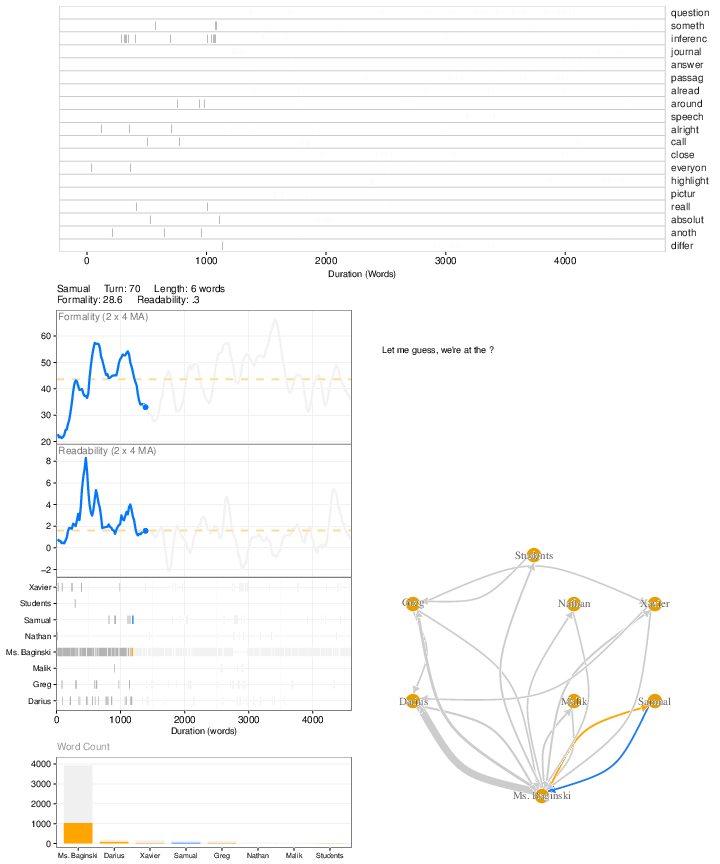 question
someth
inferenc
journal
answer
passag
alread
around
speech
alright
call
close
everyon
highlight
pictur
reall
absolut
anoth
differ
0 1000 2000 3000 4000
Duration (Words)
Samual Turn: 70 Length: 6 words
Formality: 28.6 Readability: .3
Formality (2 x 4 MA)
60
50
40
30
20
Let me guess, we're at the ?
Readability (2 x 4 MA)
8
6
4
2
0
−2
Xavier
Students
Samual
Nathan
Ms. Baginski
Malik
Greg
Darius
0 1000 2000 3000 4000
Duration (words)
Students
Greg Nathan Xavier
Darius Malik Samual
Ms. Baginski
Word Count
4000
3000
2000
1000
0
Ms. Baginski Darius Xavier Samual Greg Nathan Malik Students